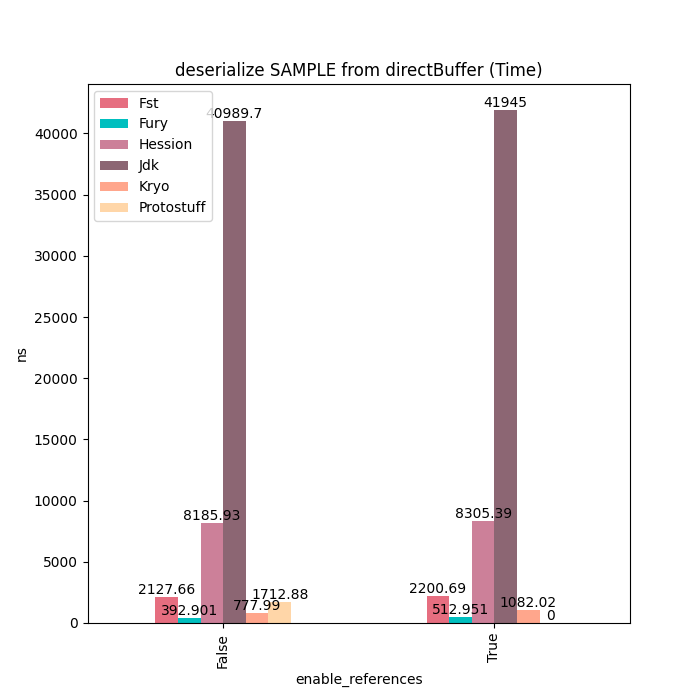 deserialize SAMPLE from directBuffer (Time)
Fst
Fury
Hession
Jdk
Kryo
Protostuff
40000
35000
30000
25000
20000
15000
10000
5000
0
ns
2127.66
392.901
8185.93
40989.7
777.99
1712.88
2200.69
512.951
8305.39
41945
1082.02
0
False
True
enable_references